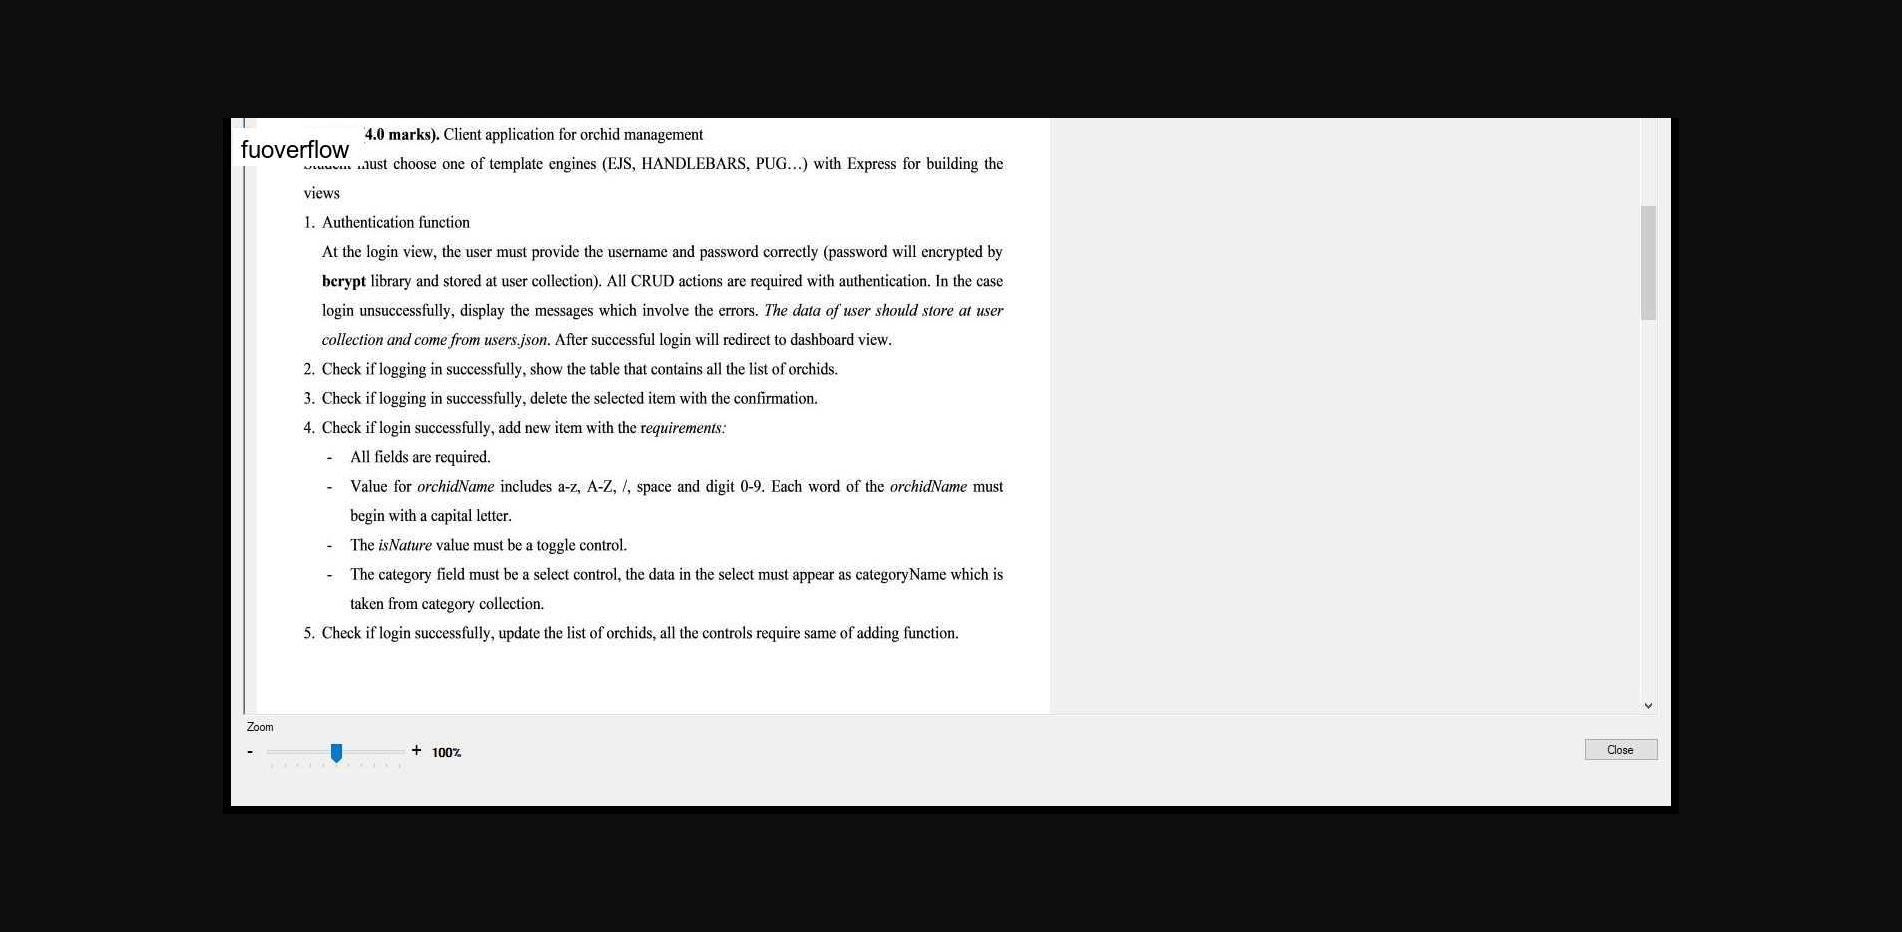 4.0 marks). Client application for orchid management
fuoverflow
must choose one of template engines (EJS, HANDLEBARS, PUG…) with Express for building the
views
1. Authentication function
At the login view, the user must provide the username and password correctly (password will encrypted by
bcrypt library and stored at user collection). All CRUD actions are required with authentication. In the case
login unsuccessfully, display the messages which involve the errors. The data of user should store at user
collection and come from users.json. After successful login will redirect to dashboard view.
2. Check if logging in successfully, show the table that contains all the list of orchids.
3. Check if logging in successfully, delete the selected item with the confirmation.
4. Check if login successfully, add new item with the requirements:
- All fields are required.
- Value for orchidName includes a-z, A-Z, /, space and digit 0-9. Each word of the orchidName must
begin with a capital letter.
- The isNature value must be a toggle control.
- The category field must be a select control, the data in the select must appear as categoryName which is
taken from category collection.
5. Check if login successfully, update the list of orchids, all the controls require same of adding function.
Zoom
- + 100%
Close